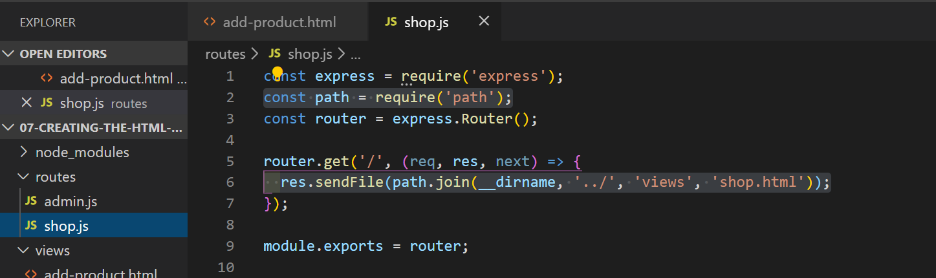 EXPLORER
OPEN EDITORS
<> add-product.html ...
JS shop.js routes
07-CREATING-THE-HTML-...
node_modules
routes
JS admin.js
JS shop.js
views
<> add-product.html
<> add-product.html
JS shop.js
routes > JS shop.js > ...
1 const express = require('express');
2 const path = require('path');
3 const router = express.Router();
4
5 router.get('/', (req, res, next) => {
6 res.sendFile(path.join(__dirname, '../', 'views', 'shop.html'));
7 });
8
9 module.exports = router;
10